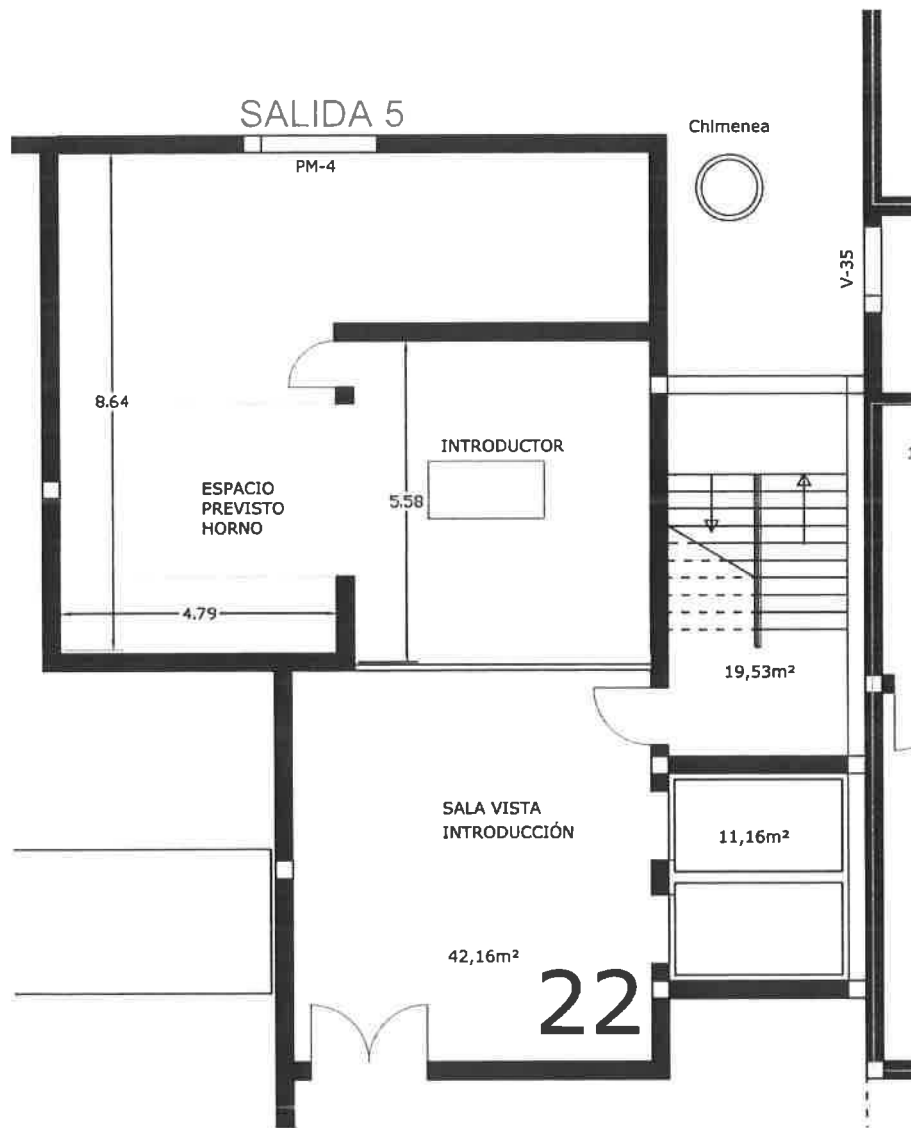 SALIDA 5
PM-4
Chimenea
V-35
8.64
INTRODUCTOR
ESPACIO
PREVISTO
HORNO
5.58
4.79
19,53m²
SALA VISTA
INTRODUCCIÓN
11,16m²
42,16m²
22